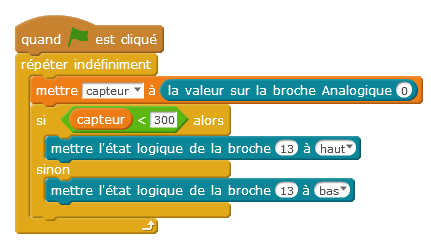 quand est cliqué
répéter indéfiniment
mettre capteur à la valeur sur la broche Analogique 0
si capteur < 300 alors
mettre l'état logique de la broche 13 à haut
sinon
mettre l'état logique de la broche 13 à bas